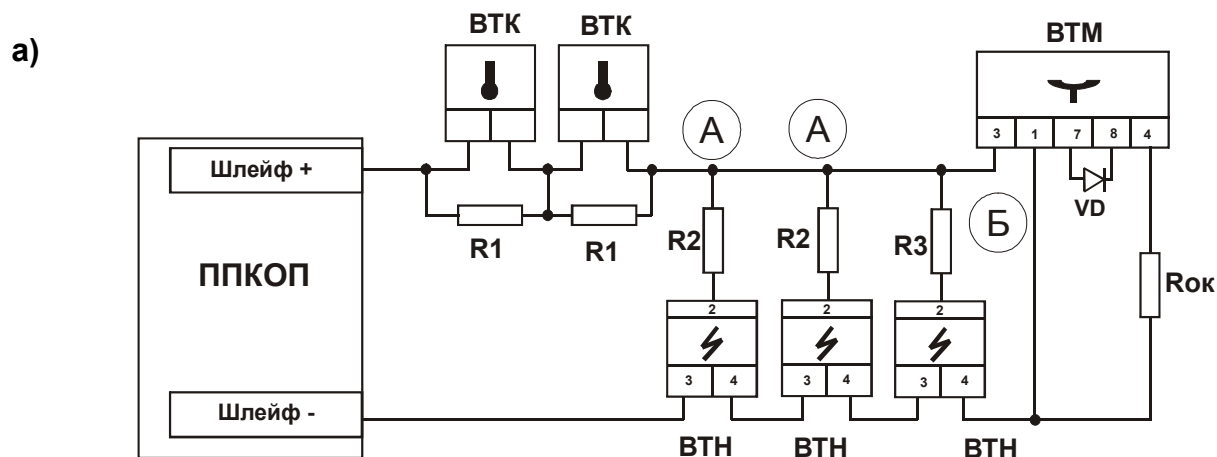 а)
ВТК ВТК ВТМ
А А
3 1 7 8 4
Шлейф +
VD
Б
R1 R1 R2 R2 R3
ППКОП
Rок
2 2 2
3 4 3 4 3 4
Шлейф -
ВТН ВТН ВТН